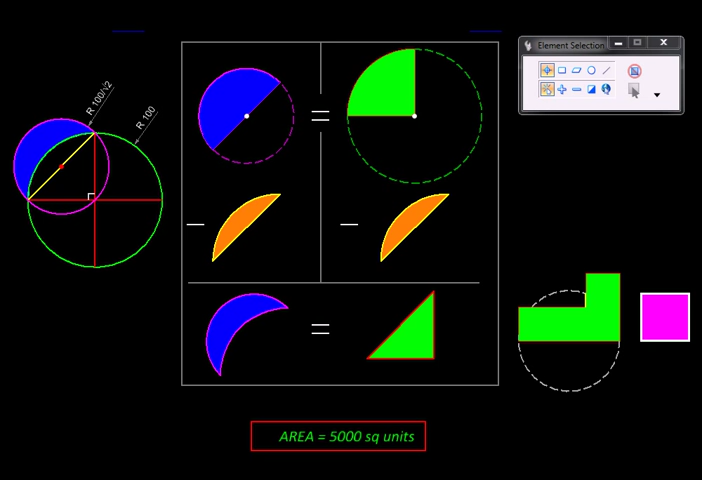 Element Selection
R 100/√2
R 100
=
− −
=
AREA = 5000 sq units